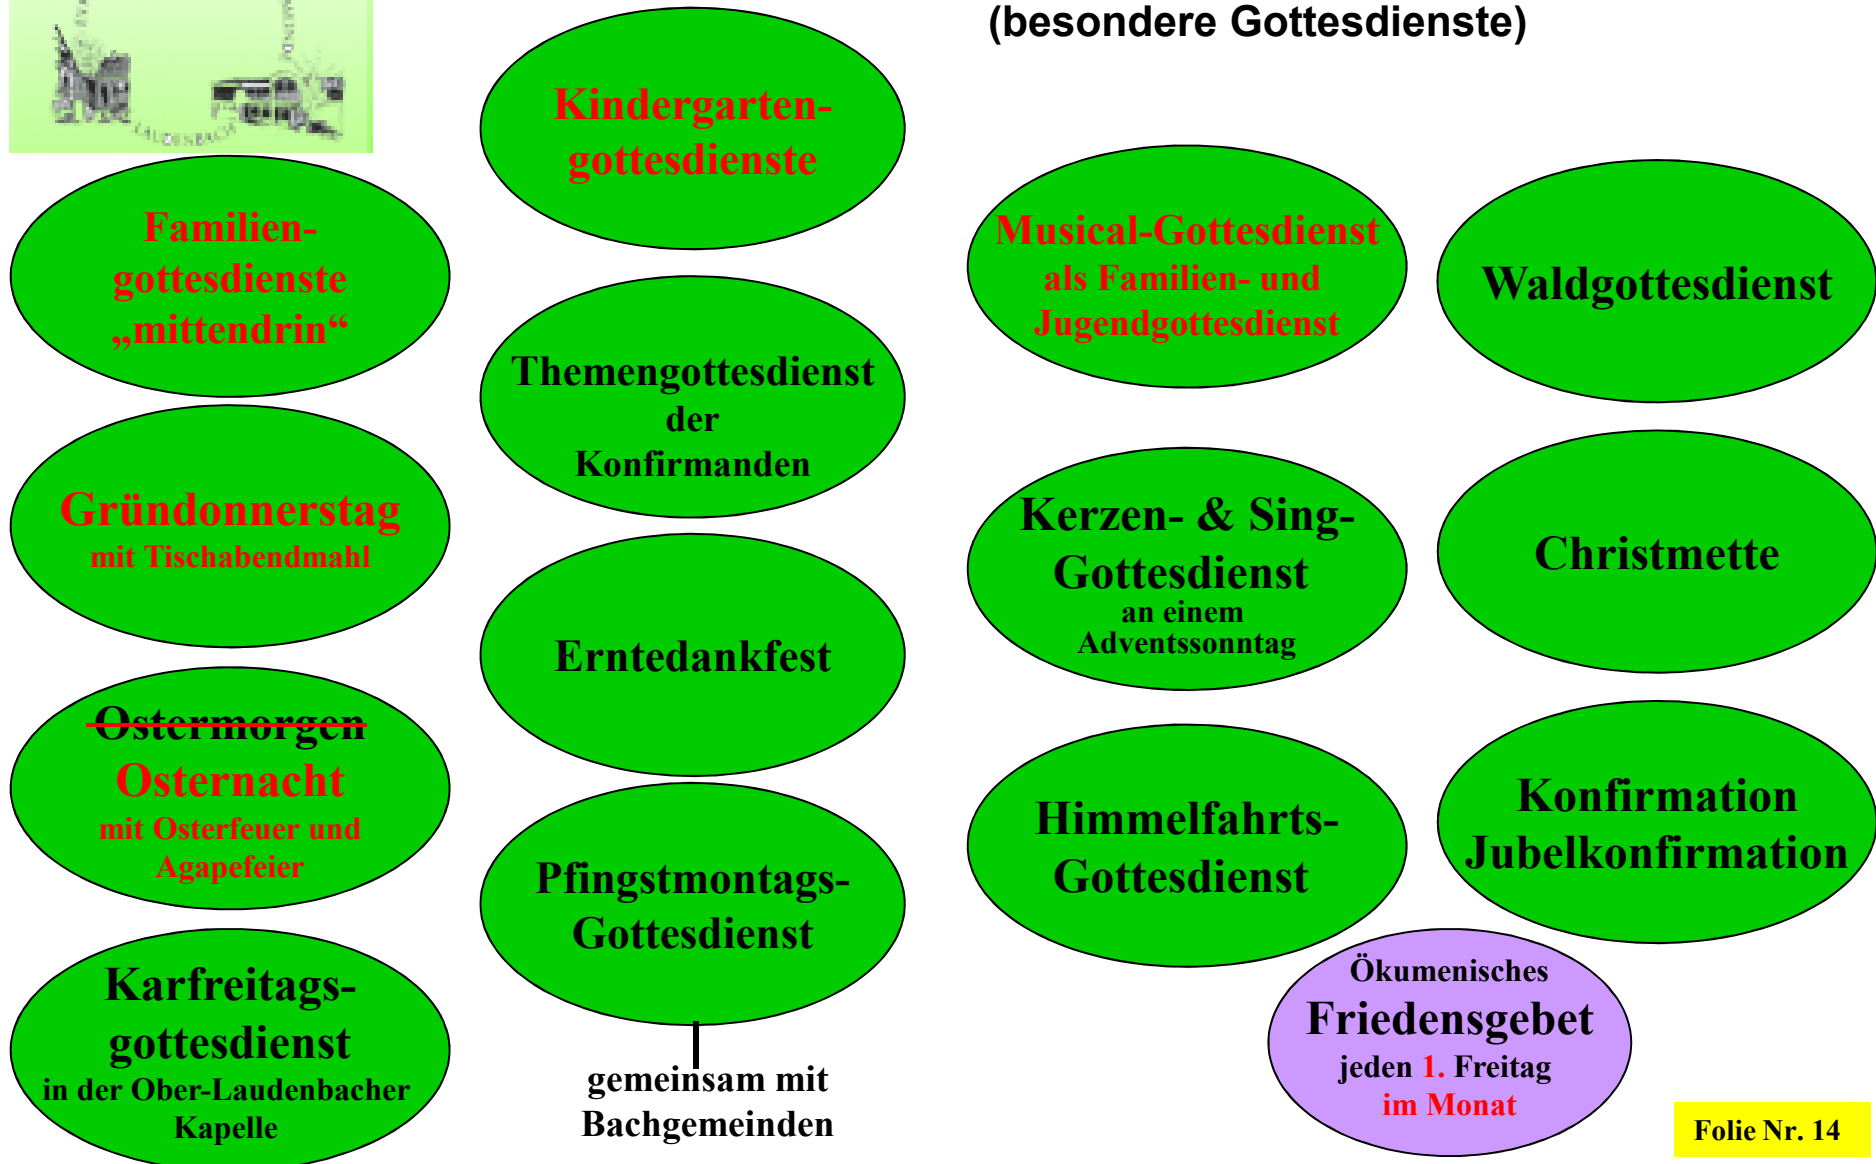 (besondere Gottesdienste)
LAUDENBACH
Familien-
gottesdienste
„mittendrin“
Gründonnerstag
mit Tischabendmahl
Ostermorgen
Osternacht
mit Osterfeuer und
Agapefeier
Karfreitags-
gottesdienst
in der Ober-Laudenbacher
Kapelle
Kindergarten-
gottesdienste
Themengottesdienst
der
Konfirmanden
Erntedankfest
Pfingstmontags-
Gottesdienst
gemeinsam mit
Bachgemeinden
Musical-Gottesdienst
als Familien- und
Jugendgottesdienst
Kerzen- & Sing-
Gottesdienst
an einem
Adventssonntag
Himmelfahrts-
Gottesdienst
Waldgottesdienst
Christmette
Konfirmation
Jubelkonfirmation
Ökumenisches
Friedensgebet
jeden 1. Freitag
im Monat
Folie Nr. 14